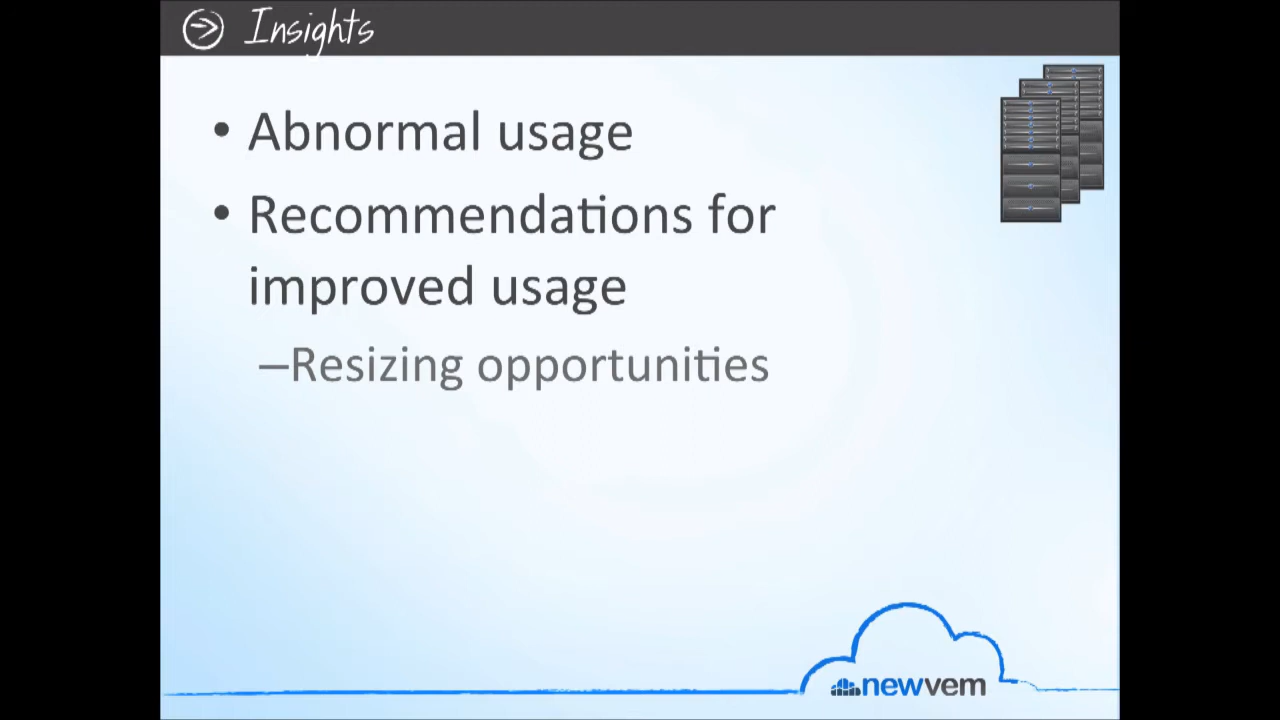 Insights
• Abnormal usage
• Recommendations for
improved usage
–Resizing opportunities
newvem